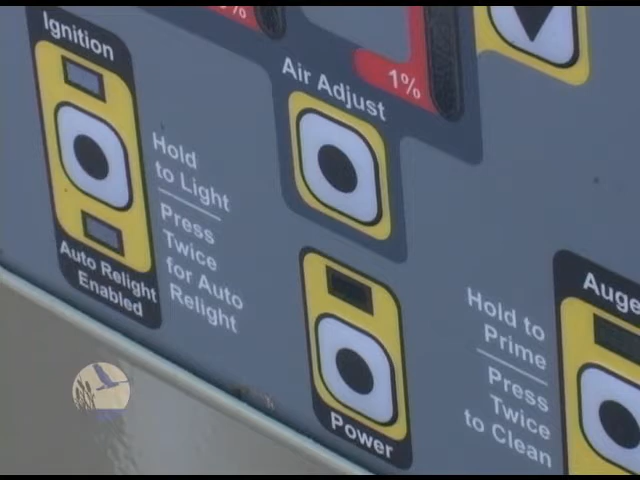 %
1%
Ignition
Air Adjust
Hold
to Light
Press
Twice
for Auto
Relight
Auto Relight
Enabled
Power
Hold to
Prime
Press
Twice
to Clean
Auge